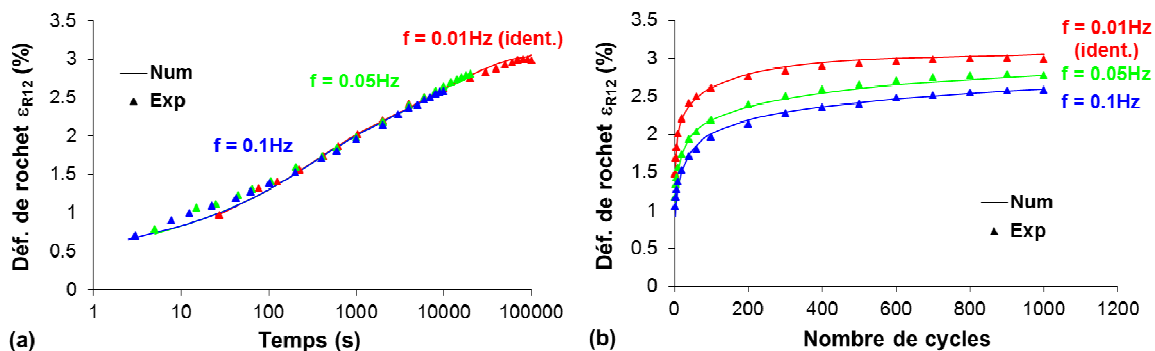 Déf. de rochet εR12 (%)
3.5
3
2.5
2
1.5
1
0.5
0
f = 0.01Hz (ident.)
Num
Exp
f = 0.05Hz
f = 0.1Hz
1
10
100
1000
10000
100000
Temps (s)
(a)
Déf. de rochet εR12 (%)
3.5
3
2.5
2
1.5
1
0.5
0
f = 0.01Hz
(ident.)
f = 0.05Hz
f = 0.1Hz
Num
Exp
0
200
400
600
800
1000
Nombre de cycles
(b)